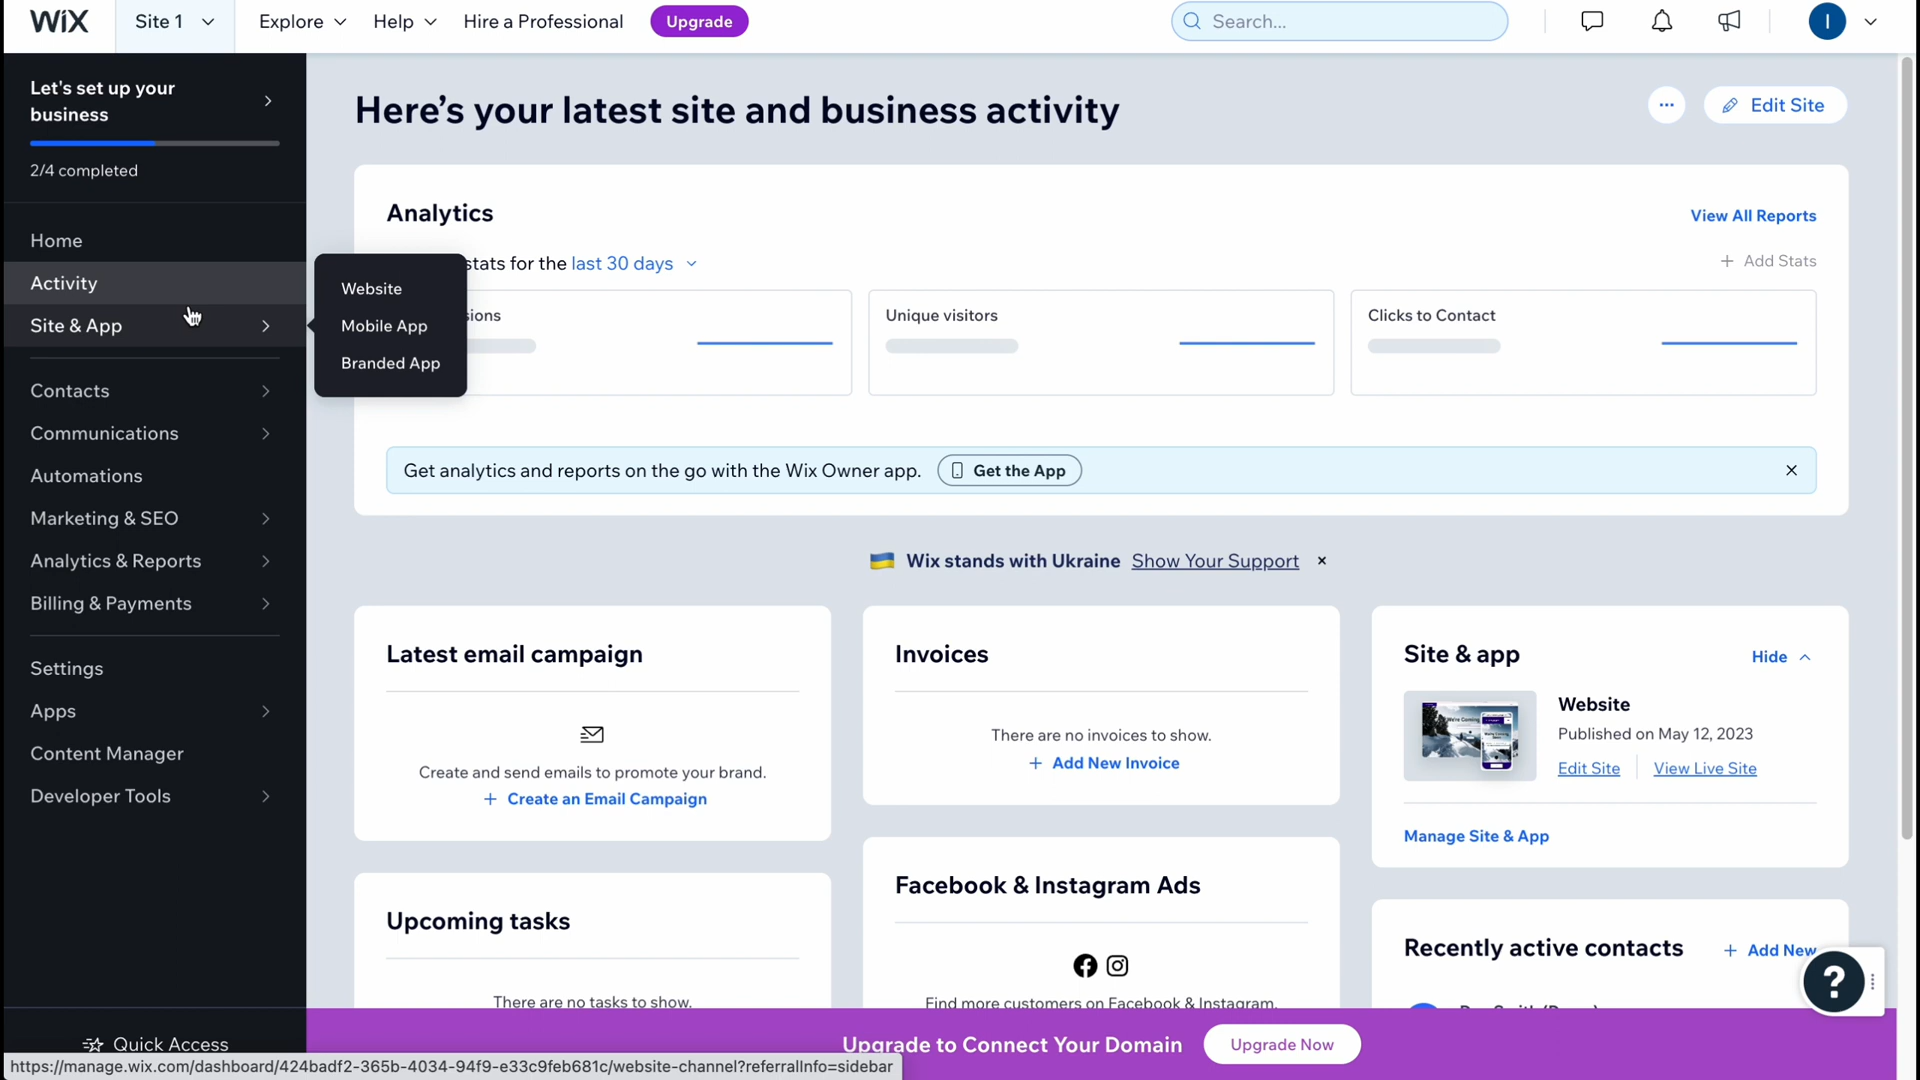 WiX
Site 1
Explore
Help
Hire a Professional
Upgrade
Search...
I
Let's set up your
business
2/4 completed
Home
Activity
Site & App
Contacts
Communications
Automations
Marketing & SEO
Analytics & Reports
Billing & Payments
Settings
Apps
Content Manager
Developer Tools
Quick Access
Website
Mobile App
Branded App
Here's your latest site and business activity
Edit Site
Analytics
View All Reports
stats for the last 30 days
+ Add Stats
Unique visitors
Clicks to Contact
Get analytics and reports on the go with the Wix Owner app.
Get the App
Wix stands with Ukraine Show Your Support
Latest email campaign
Create and send emails to promote your brand.
+ Create an Email Campaign
Upcoming tasks
There are no tasks to show.
Invoices
There are no invoices to show.
+ Add New Invoice
Facebook & Instagram Ads
Find more customers on Facebook & Instagram.
Site & app
Hide
Website
Published on May 12, 2023
Edit Site
View Live Site
Manage Site & App
Recently active contacts
+ Add New
?
Upgrade to Connect Your Domain
Upgrade Now
https://manage.wix.com/dashboard/424badf2-365b-4034-94f9-e33c9feb681c/website-channel?referralInfo=sidebar